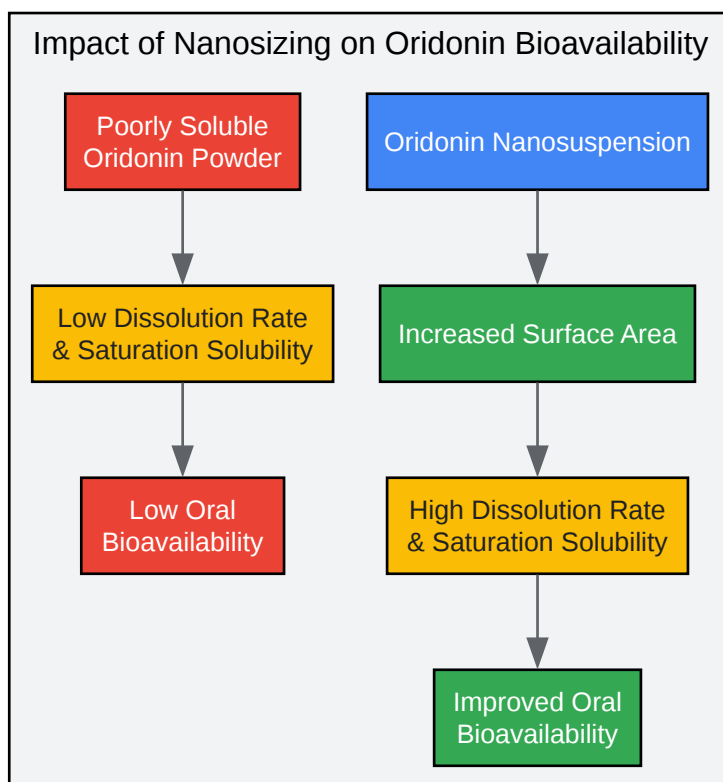 Impact of Nanosizing on Oridonin Bioavailability
Poorly Soluble
Oridonin Powder
Low Dissolution Rate
& Saturation Solubility
Low Oral
Bioavailability
Oridonin Nanosuspension
Increased Surface Area
High Dissolution Rate
& Saturation Solubility
Improved Oral
Bioavailability